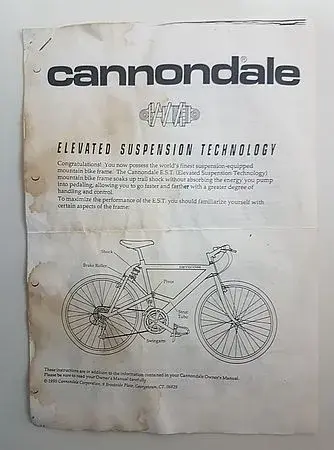 cannondale®
ELEVATED SUSPENSION TECHNOLOGY
Congratulations! You now possess the world's finest suspension-equipped
mountain bike frame. The Cannondale E.S.T. (Elevated Suspension Technology)
mountain bike frame soaks up trail shock without absorbing the energy you pump
into pedaling, allowing you to go faster and farther with a greater degree of
handling and control.
To maximize the performance of the E.S.T. you should familiarize yourself with
certain aspects of the frame:
Shock
Brake Roller
cannondale
Pivot
Strut
Tube
Swingarm
These instructions are in addition to the information contained in your Cannondale Owner's Manual.
Please be sure to read your Owner's Manual carefully.
© 1991 Cannondale Corporation, 9 Brookside Place, Georgetown, CT. 06829